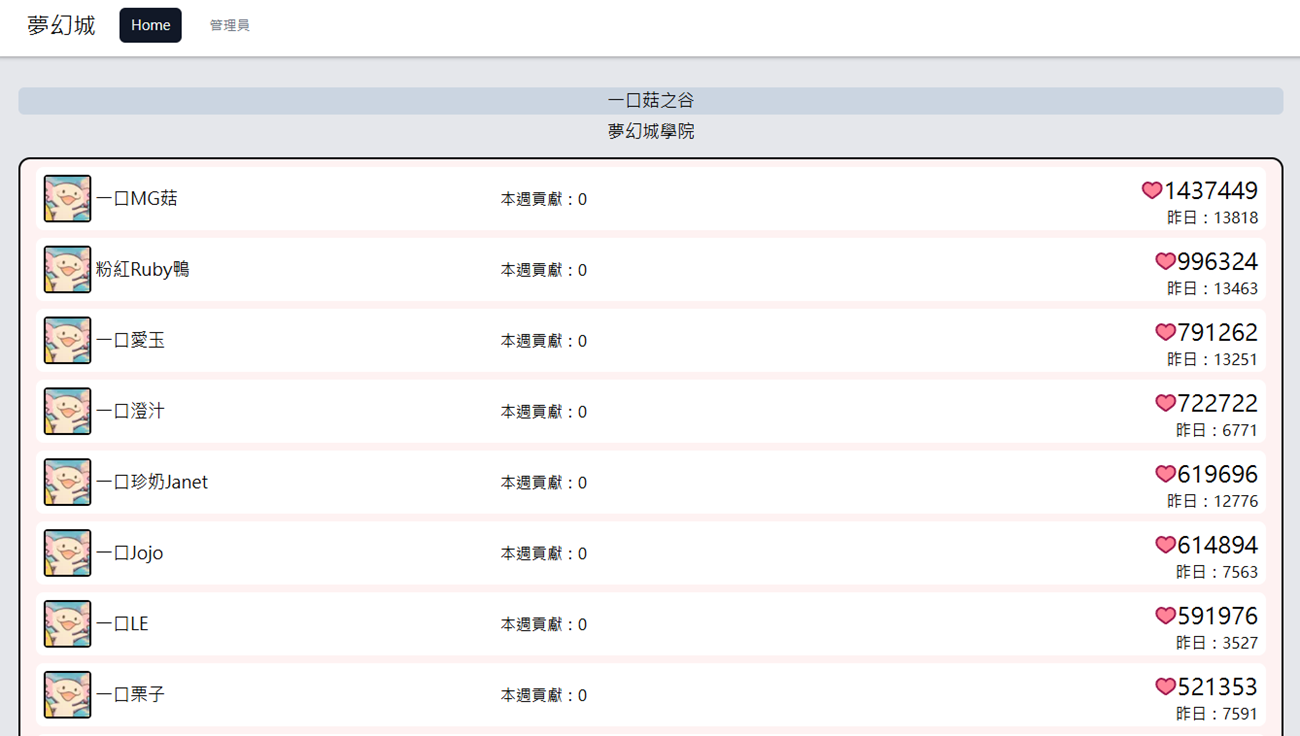 夢幻城 Home 管理員
一口菇之谷
夢幻城學院
一口MG菇 本週貢獻：0 1437449
昨日：13818
粉紅Ruby鴨 本週貢獻：0 996324
昨日：13463
一口愛玉 本週貢獻：0 791262
昨日：13251
一口澄汁 本週貢獻：0 722722
昨日：6771
一口珍奶Janet 本週貢獻：0 619696
昨日：12776
一口Jojo 本週貢獻：0 614894
昨日：7563
一口LE 本週貢獻：0 591976
昨日：3527
一口栗子 本週貢獻：0 521353
昨日：7591